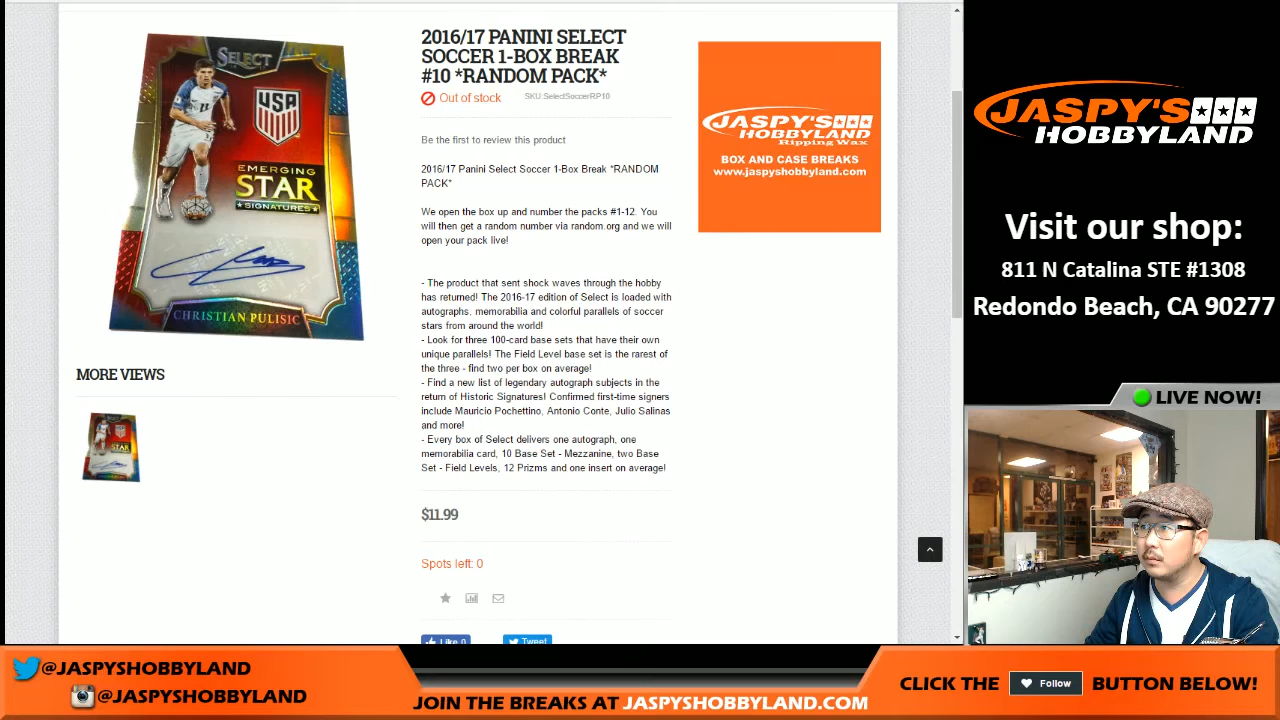 SELECT
USA
EMERGING
STAR
★SIGNATURES★
CHRISTIAN PULISIC
MORE VIEWS
2016/17 PANINI SELECT
SOCCER 1-BOX BREAK
#10 *RANDOM PACK*
Out of stock
SKU:SelectSoccerRP10
Be the first to review this product
2016/17 Panini Select Soccer 1-Box Break *RANDOM
PACK*
We open the box up and number the packs #1-12. You
will then get a random number via random.org and we will
open your pack live!
- The product that sent shock waves through the hobby
has returned! The 2016-17 edition of Select is loaded with
autographs, memorabilia and colorful parallels of soccer
stars from around the world!
- Look for three 100-card base sets that have their own
unique parallels! The Field Level base set is the rarest of
the three - find two per box on average!
- Find a new list of legendary autograph subjects in the
return of Historic Signatures! Confirmed first-time signers
include Mauricio Pochettino, Antonio Conte, Julio Salinas
and more!
- Every box of Select delivers one autograph, one
memorabilia card, 10 Base Set - Mezzanine, two Base
Set - Field Levels, 12 Prizms and one insert on average!
$11.99
Spots left: 0
Like 0
Tweet
JASPY'S
HOBBYLAND
Ripping Wax
BOX AND CASE BREAKS
www.jaspyshobbyland.com
JASPY'S
HOBBYLAND
Visit our shop:
811 N Catalina STE #1308
Redondo Beach, CA 90277
LIVE NOW!
@JASPYSHOBBYLAND
@JASPYSHOBBYLAND
JOIN THE BREAKS AT JASPYSHOBBYLAND.COM
CLICK THE Follow BUTTON BELOW!